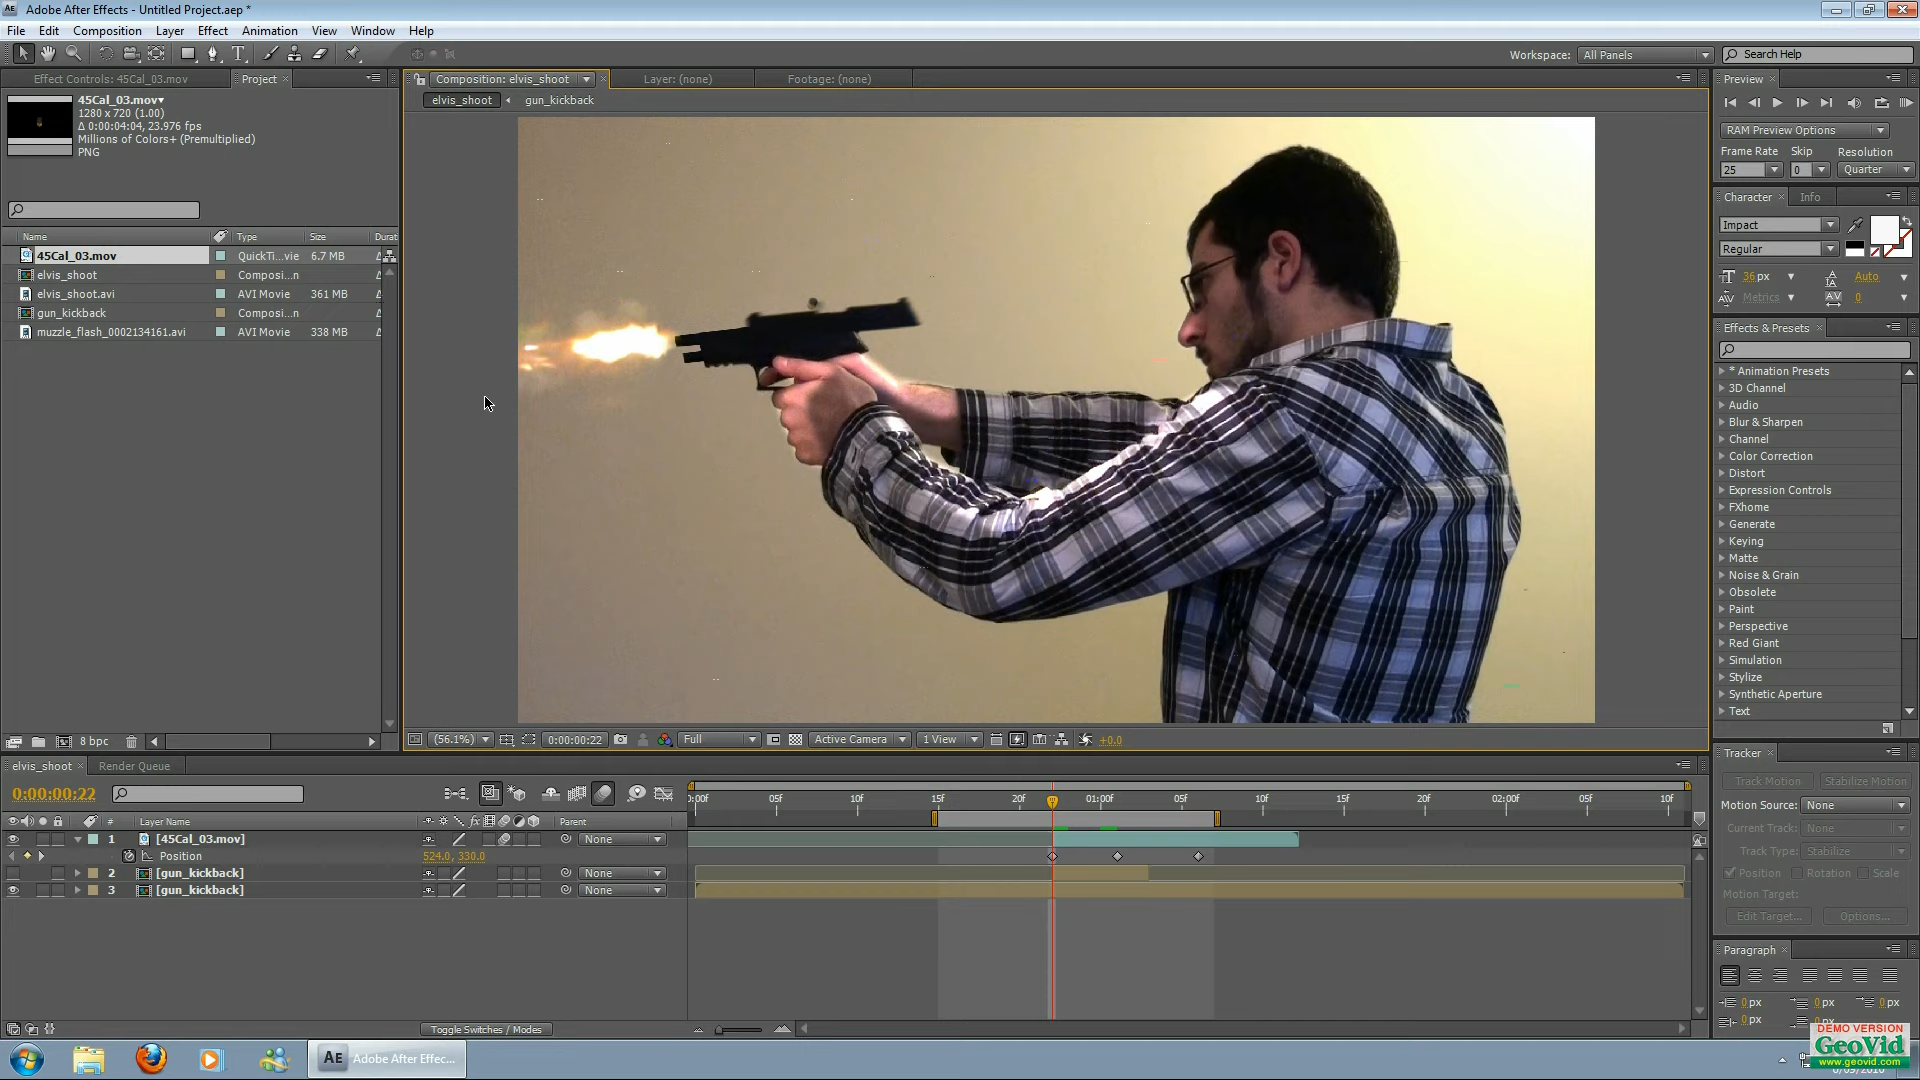 Adobe After Effects - Untitled Project.aep *
File Edit Composition Layer Effect Animation View Window Help
Workspace: All Panels Search Help
Effect Controls: 45Cal_03.mov Project
Composition: elvis_shoot Layer: (none) Footage: (none)
elvis_shoot gun_kickback
45Cal_03.mov
1280 x 720 (1.00)
Δ 0:00:04:04, 23.976 fps
Millions of Colors+ (Premultiplied)
PNG
Name Type Size Durat
45Cal_03.mov QuickTi...vie 6.7 MB
elvis_shoot Composi...n
elvis_shoot.avi AVI Movie 361 MB
gun_kickback Composi...n
muzzle_flash_0002134161.avi AVI Movie 338 MB
8 bpc
(56.1%) 0:00:00:22 Full Active Camera 1 View +0.0
Preview
RAM Preview Options
Frame Rate Skip Resolution
25 0 Quarter
Character Info
Impact
Regular
36 px Auto
Metrics 0
Effects & Presets
* Animation Presets
3D Channel
Audio
Blur & Sharpen
Channel
Color Correction
Distort
Expression Controls
FXhome
Generate
Keying
Matte
Noise & Grain
Obsolete
Paint
Perspective
Red Giant
Simulation
Stylize
Synthetic Aperture
Text
Tracker
Track Motion Stabilize Motion
Motion Source: None
Current Track: None
Track Type: Stabilize
Position Rotation Scale
Motion Target:
Edit Target... Options...
Paragraph
0 px 0 px 0 px
0 px
elvis_shoot Render Queue
0:00:00:22
0:00f 05f 10f 15f 20f 01:00f 05f 10f 15f 20f 02:00f 05f 10f
# Layer Name Parent
1 [45Cal_03.mov] None
Position 524.0, 330.0
2 [gun_kickback] None
3 [gun_kickback] None
Toggle Switches / Modes
AE Adobe After Effec...
DEMO VERSION
GeoVid
www.geovid.com